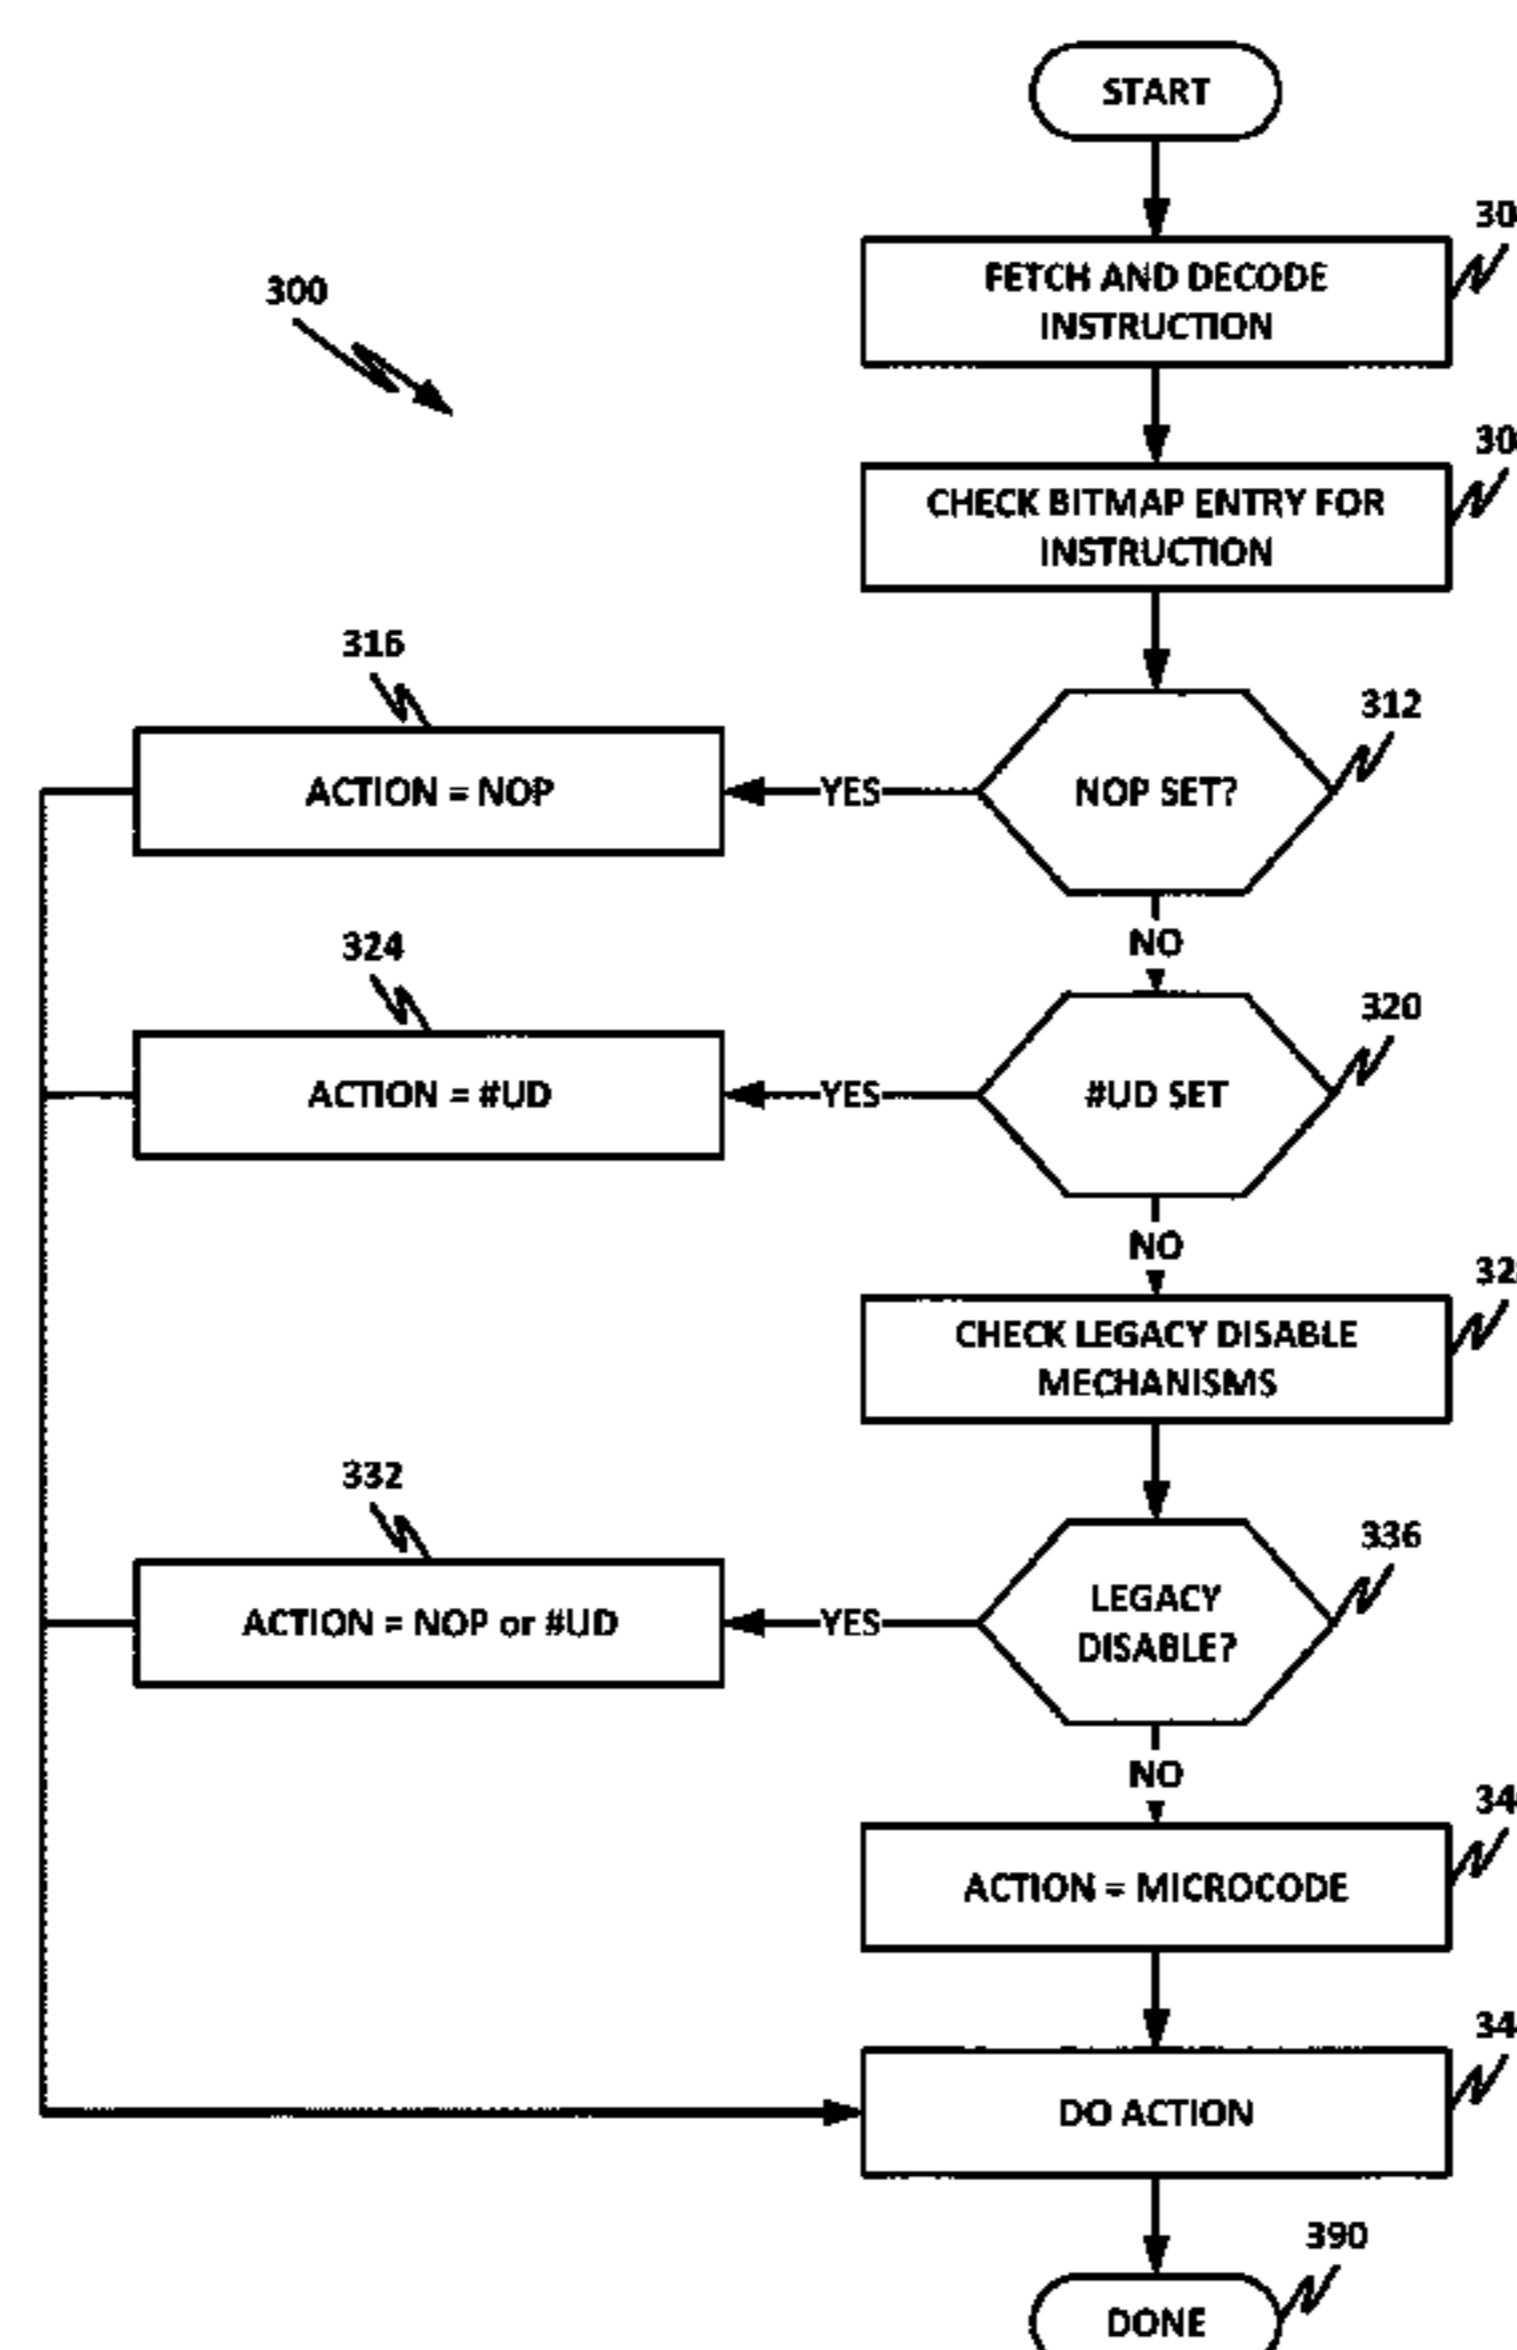 START
30
FETCH AND DECODE
INSTRUCTION
300
30
CHECK BITMAP ENTRY FOR
INSTRUCTION
316
312
ACTION = NOP
YES
NOP SET?
NO
324
320
ACTION = #UD
YES
#UD SET
NO
32
CHECK LEGACY DISABLE
MECHANISMS
332
336
ACTION = NOP or #UD
YES
LEGACY
DISABLE?
NO
34
ACTION = MICROCODE
34
DO ACTION
390
DONE